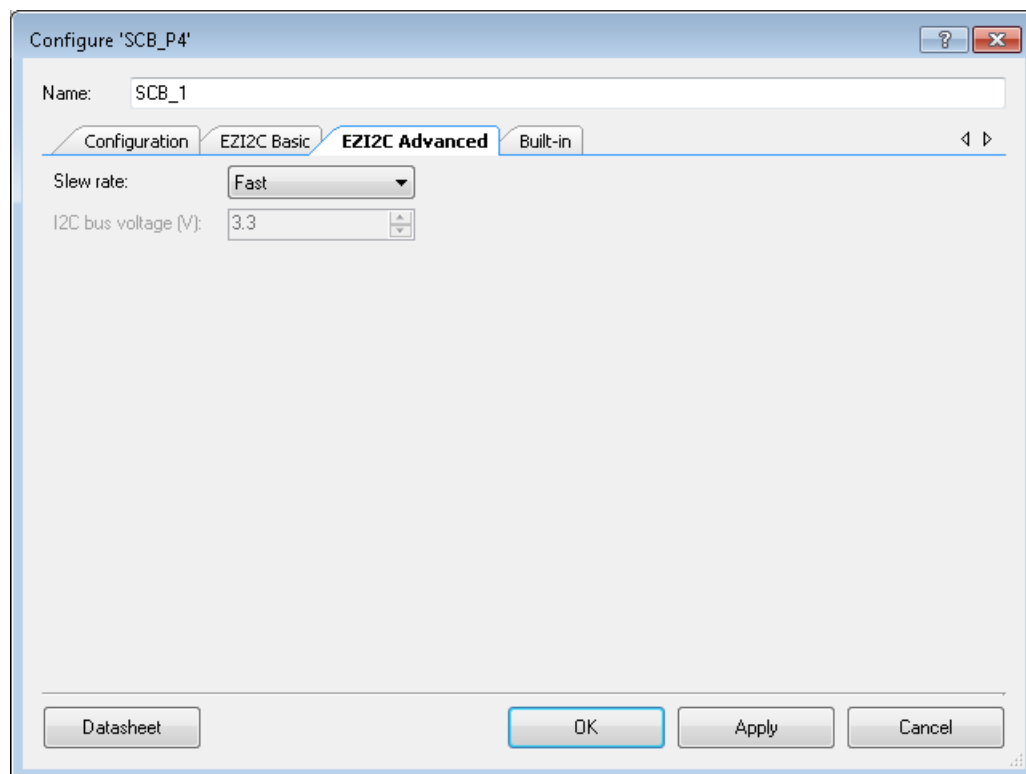 Configure 'SCB_P4'
?
Name: SCB_1
Configuration EZI2C Basic EZI2C Advanced Built-in
Slew rate: Fast
I2C bus voltage (V): 3.3
Datasheet OK Apply Cancel